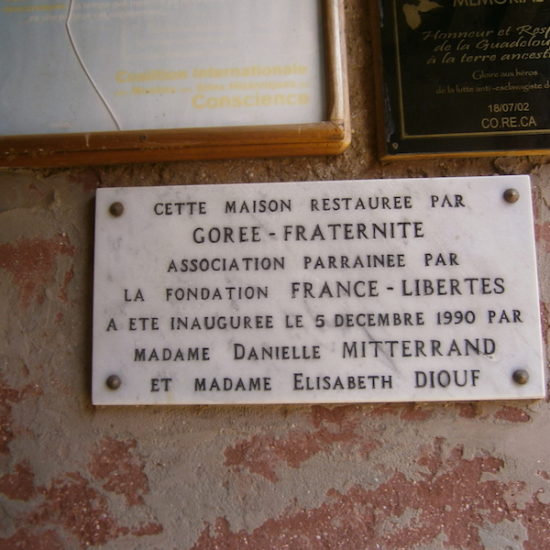 Coalition Internationale
Conscience
MEMORIAL
Honneur et Resp
de la Guadelou
à la terre ancest
Gloire aux héros
de la lutte anti-esclavagiste d
18/07/02
CO.RE.CA
CETTE MAISON RESTAUREE PAR
GOREE - FRATERNITE
ASSOCIATION PARRAINEE PAR
LA FONDATION FRANCE - LIBERTES
A ETE INAUGUREE LE 5 DECEMBRE 1990 PAR
MADAME DANIELLE MITTERRAND
ET MADAME ELISABETH DIOUF